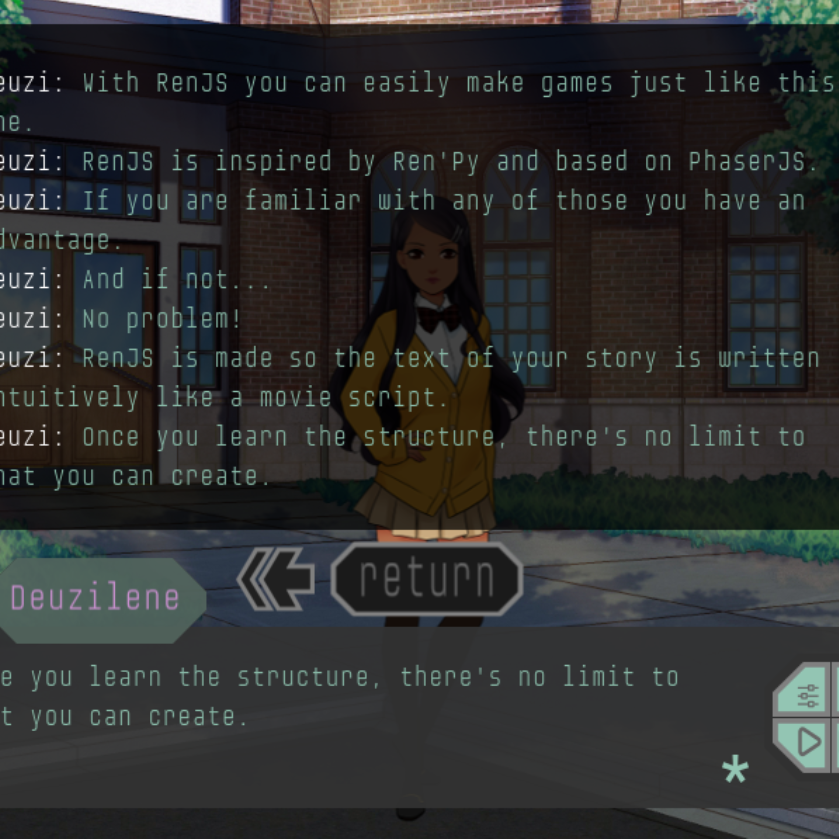 euzi: With RenJS you can easily make games just like this
ne.
euzi: RenJS is inspired by Ren'Py and based on PhaserJS.
euzi: If you are familiar with any of those you have an
dvantage.
euzi: And if not...
euzi: No problem!
euzi: RenJS is made so the text of your story is written
ntuitively like a movie script.
euzi: Once you learn the structure, there's no limit to
hat you can create.
return
Deuzilene
e you learn the structure, there's no limit to
t you can create.
*